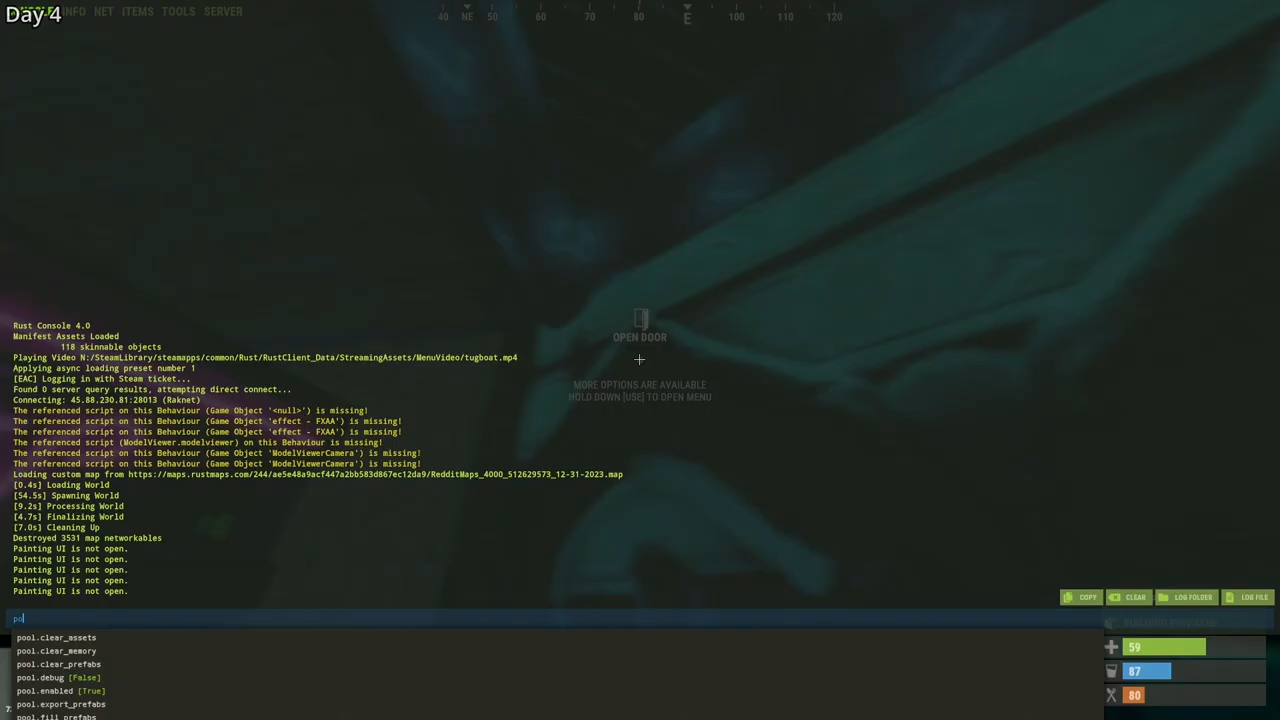 Day 4
INFO NET ITEMS TOOLS SERVER
40 NE 50 60 70 80 E 100 110 120
OPEN DOOR
MORE OPTIONS ARE AVAILABLE
HOLD DOWN [USE] TO OPEN MENU
Rust Console 4.0
Manifest Assets Loaded
118 skinnable objects
Playing Video N:/SteamLibrary/steamapps/common/Rust/RustClient_Data/StreamingAssets/MenuVideo/tugboat.mp4
Applying async loading preset number 1
[EAC] Logging in with Steam ticket...
Found 0 server query results, attempting direct connect...
Connecting: 45.88.230.81:28013 (Raknet)
The referenced script on this Behaviour (Game Object '<null>') is missing!
The referenced script on this Behaviour (Game Object 'effect - FXAA') is missing!
The referenced script on this Behaviour (Game Object 'effect - FXAA') is missing!
The referenced script (ModelViewer.modelviewer) on this Behaviour is missing!
The referenced script on this Behaviour (Game Object 'ModelViewerCamera') is missing!
The referenced script on this Behaviour (Game Object 'ModelViewerCamera') is missing!
Loading custom map from https://maps.rustmaps.com/244/ae5e48a9acf447a2bb583d867ec12da9/RedditMaps_4000_512629573_12-31-2023.map
[0.4s] Loading World
[54.5s] Spawning World
[9.2s] Processing World
[4.7s] Finalizing World
[7.0s] Cleaning Up
Destroyed 3531 map networkables
Painting UI is not open.
Painting UI is not open.
Painting UI is not open.
Painting UI is not open.
Painting UI is not open.
COPY CLEAR LOG FOLDER LOG FILE
po
pool.clear_assets
pool.clear_memory
pool.clear_prefabs
pool.debug [False]
pool.enabled [True]
pool.export_prefabs
pool.fill_prefabs
59
87
80